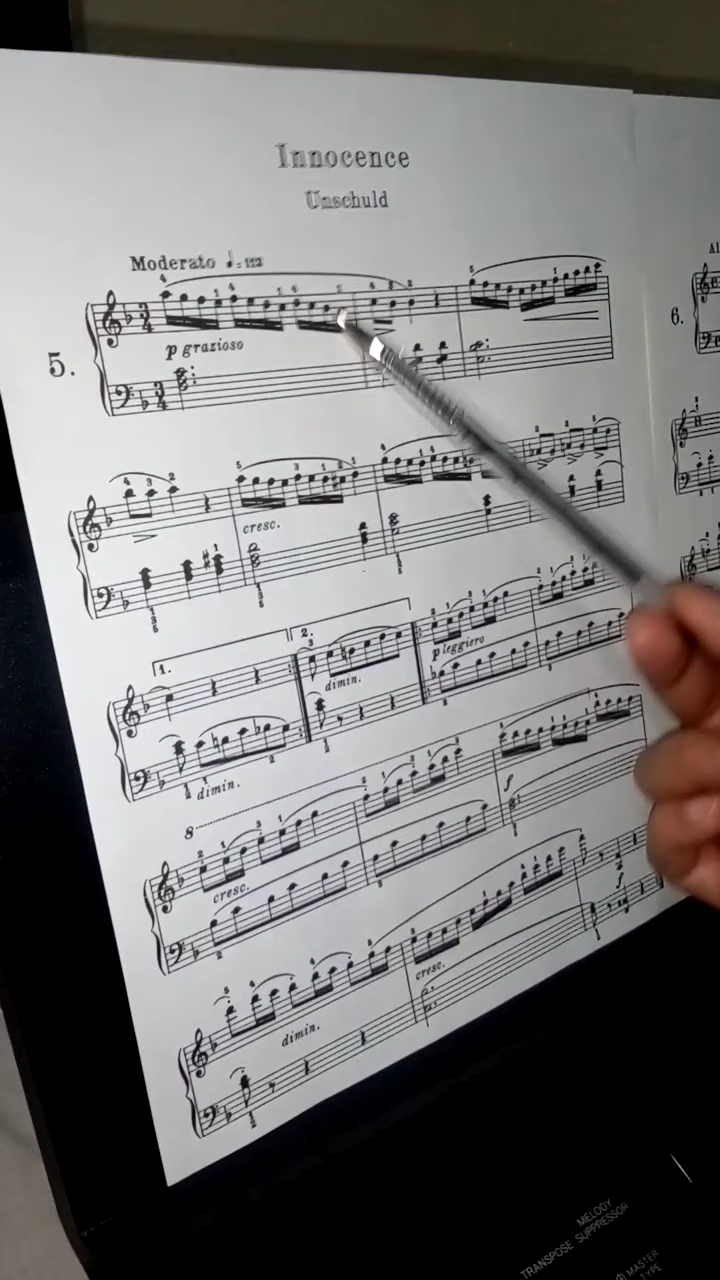 Innocence
Unschuld
Moderato ♩=112
5.
p grazioso
6.
cresc.
1.
2.
dimin.
p leggiero
dimin.
8
cresc.
f
f
dimin.
cresc.
MELODY
TRANSPOSE SUPPRESSOR
MASTER